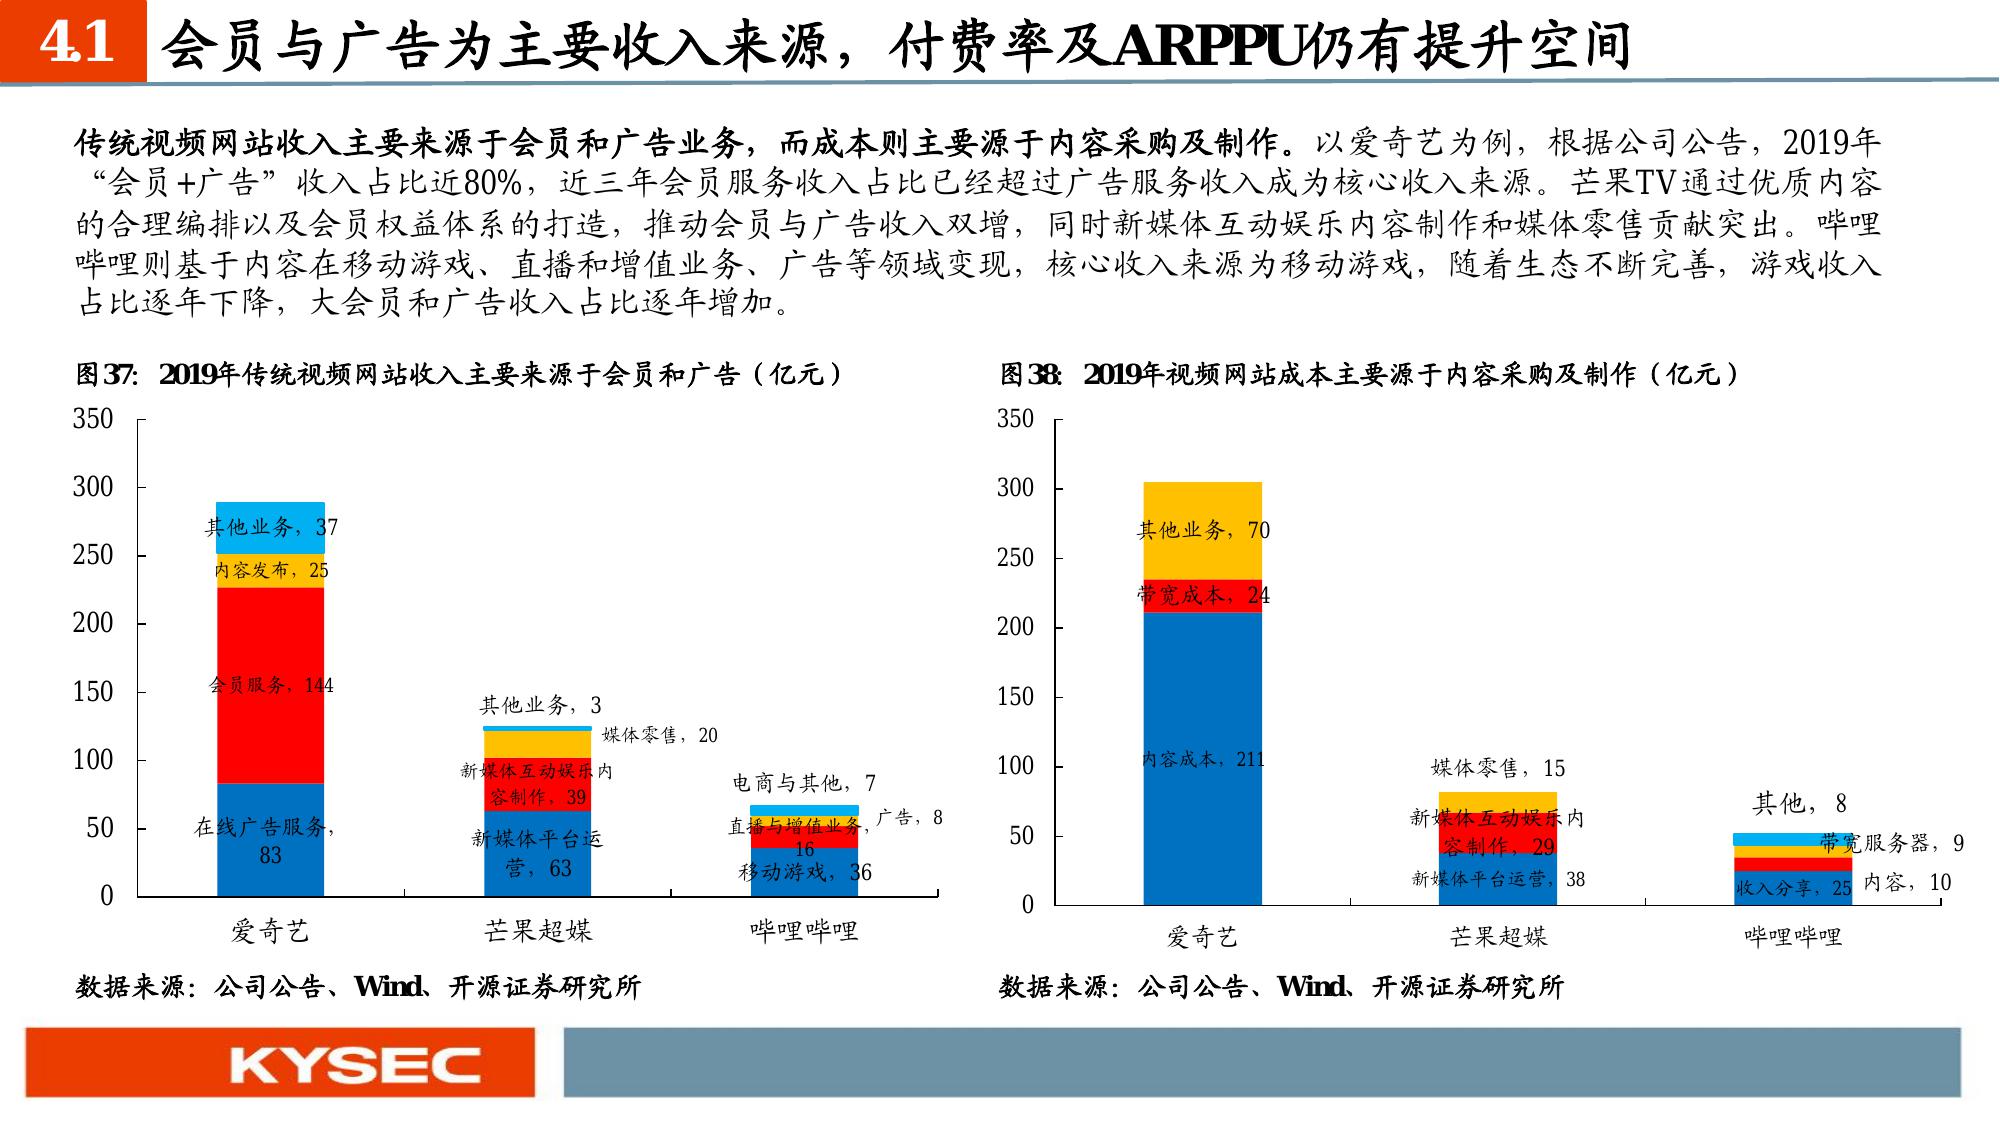 4.1 会员与广告为主要收入来源，付费率及ARPPU仍有提升空间
传统视频网站收入主要来源于会员和广告业务，而成本则主要源于内容采购及制作。以爱奇艺为例，根据公司公告，2019年
“会员+广告”收入占比近80%，近三年会员服务收入占比已经超过广告服务收入成为核心收入来源。芒果TV通过优质内容
的合理编排以及会员权益体系的打造，推动会员与广告收入双增，同时新媒体互动娱乐内容制作和媒体零售贡献突出。哔哩
哔哩则基于内容在移动游戏、直播和增值业务、广告等领域变现，核心收入来源为移动游戏，随着生态不断完善，游戏收入
占比逐年下降，大会员和广告收入占比逐年增加。
图37：2019年传统视频网站收入主要来源于会员和广告（亿元）
350
300
250
200
150
100
50
0
其他业务，37
内容发布，25
会员服务，144
在线广告服务，
83
其他业务，3
媒体零售，20
新媒体互动娱乐内
容制作，39
新媒体平台运
营，63
电商与其他，7
广告，8
直播与增值业务，
16
移动游戏，36
爱奇艺
芒果超媒
哔哩哔哩
数据来源：公司公告、Wind、开源证券研究所
图38：2019年视频网站成本主要源于内容采购及制作（亿元）
350
300
250
200
150
100
50
0
其他业务，70
带宽成本，24
内容成本，211
媒体零售，15
新媒体互动娱乐内
容制作，29
新媒体平台运营，38
其他，8
带宽服务器，9
内容，10
收入分享，25
爱奇艺
芒果超媒
哔哩哔哩
数据来源：公司公告、Wind、开源证券研究所
KYSEC